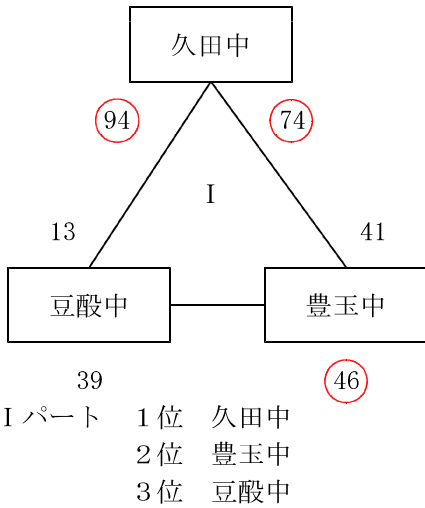 久田中
94 74
I
13 41
豆酘中 豊玉中
39 46
I パート 1位 久田中
2位 豊玉中
3位 豆酘中